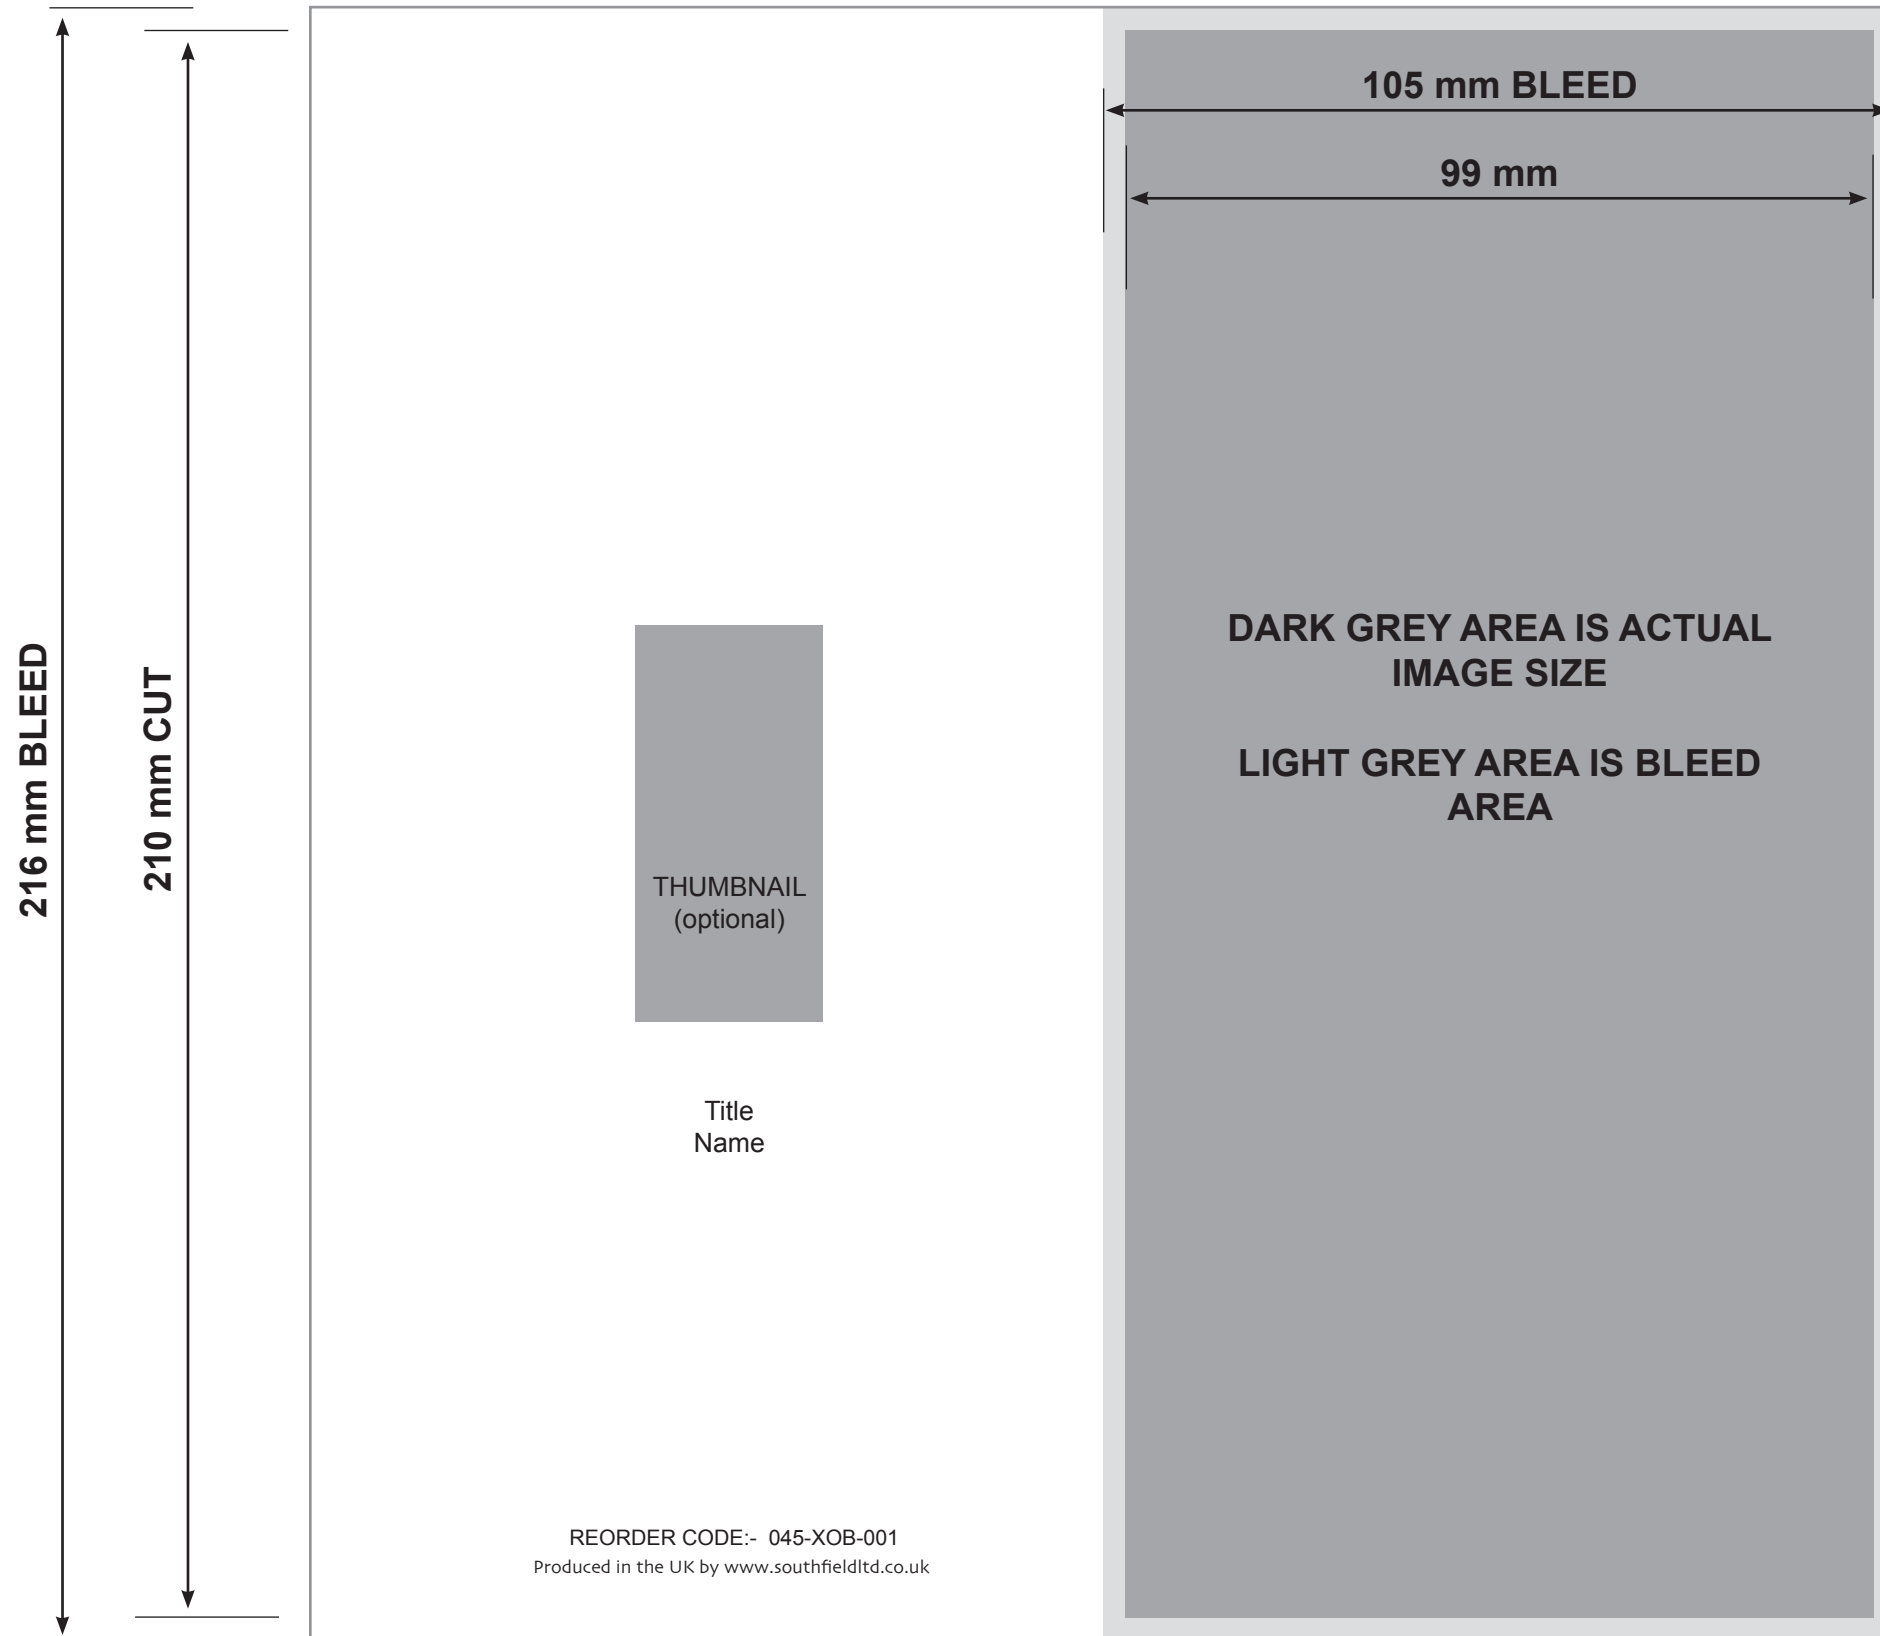 216 mm BLEED
210 mm CUT
105 mm BLEED
99 mm
DARK GREY AREA IS ACTUAL
IMAGE SIZE
LIGHT GREY AREA IS BLEED
AREA
THUMBNAIL
(optional)
Title
Name
REORDER CODE:- 045-XOB-001
Produced in the UK by www.southfieldltd.co.uk